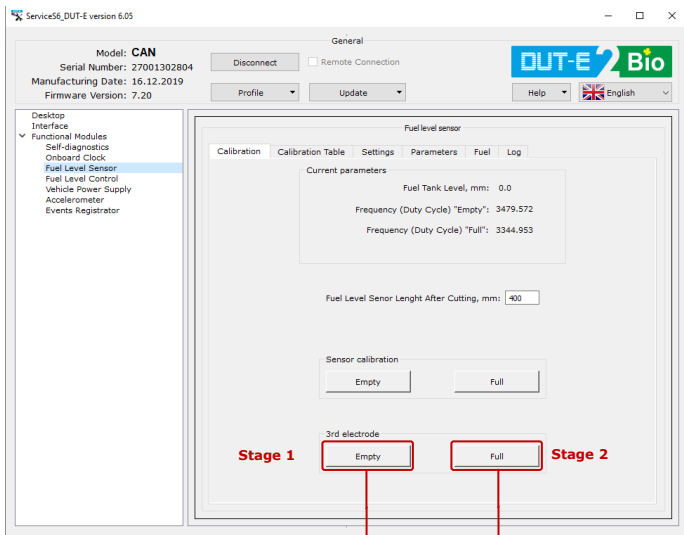 ServiceS6_DUT-E version 6.05
General
Model: CAN
Serial Number: 27001302804
Manufacturing Date: 16.12.2019
Firmware Version: 7.20
Disconnect
Remote Connection
Profile
Update
DUT-E 2 Bio
Help
English
Desktop
Interface
Functional Modules
Self-diagnostics
Onboard Clock
Fuel Level Sensor
Fuel Level Control
Vehicle Power Supply
Accelerometer
Events Registrator
Fuel level sensor
Calibration Calibration Table Settings Parameters Fuel Log
Current parameters
Fuel Tank Level, mm: 0.0
Frequency (Duty Cycle) "Empty": 3479.572
Frequency (Duty Cycle) "Full": 3344.953
Fuel Level Senor Lenght After Cutting, mm: 400
Sensor calibration
Empty Full
3rd electrode
Stage 1 Empty Full Stage 2